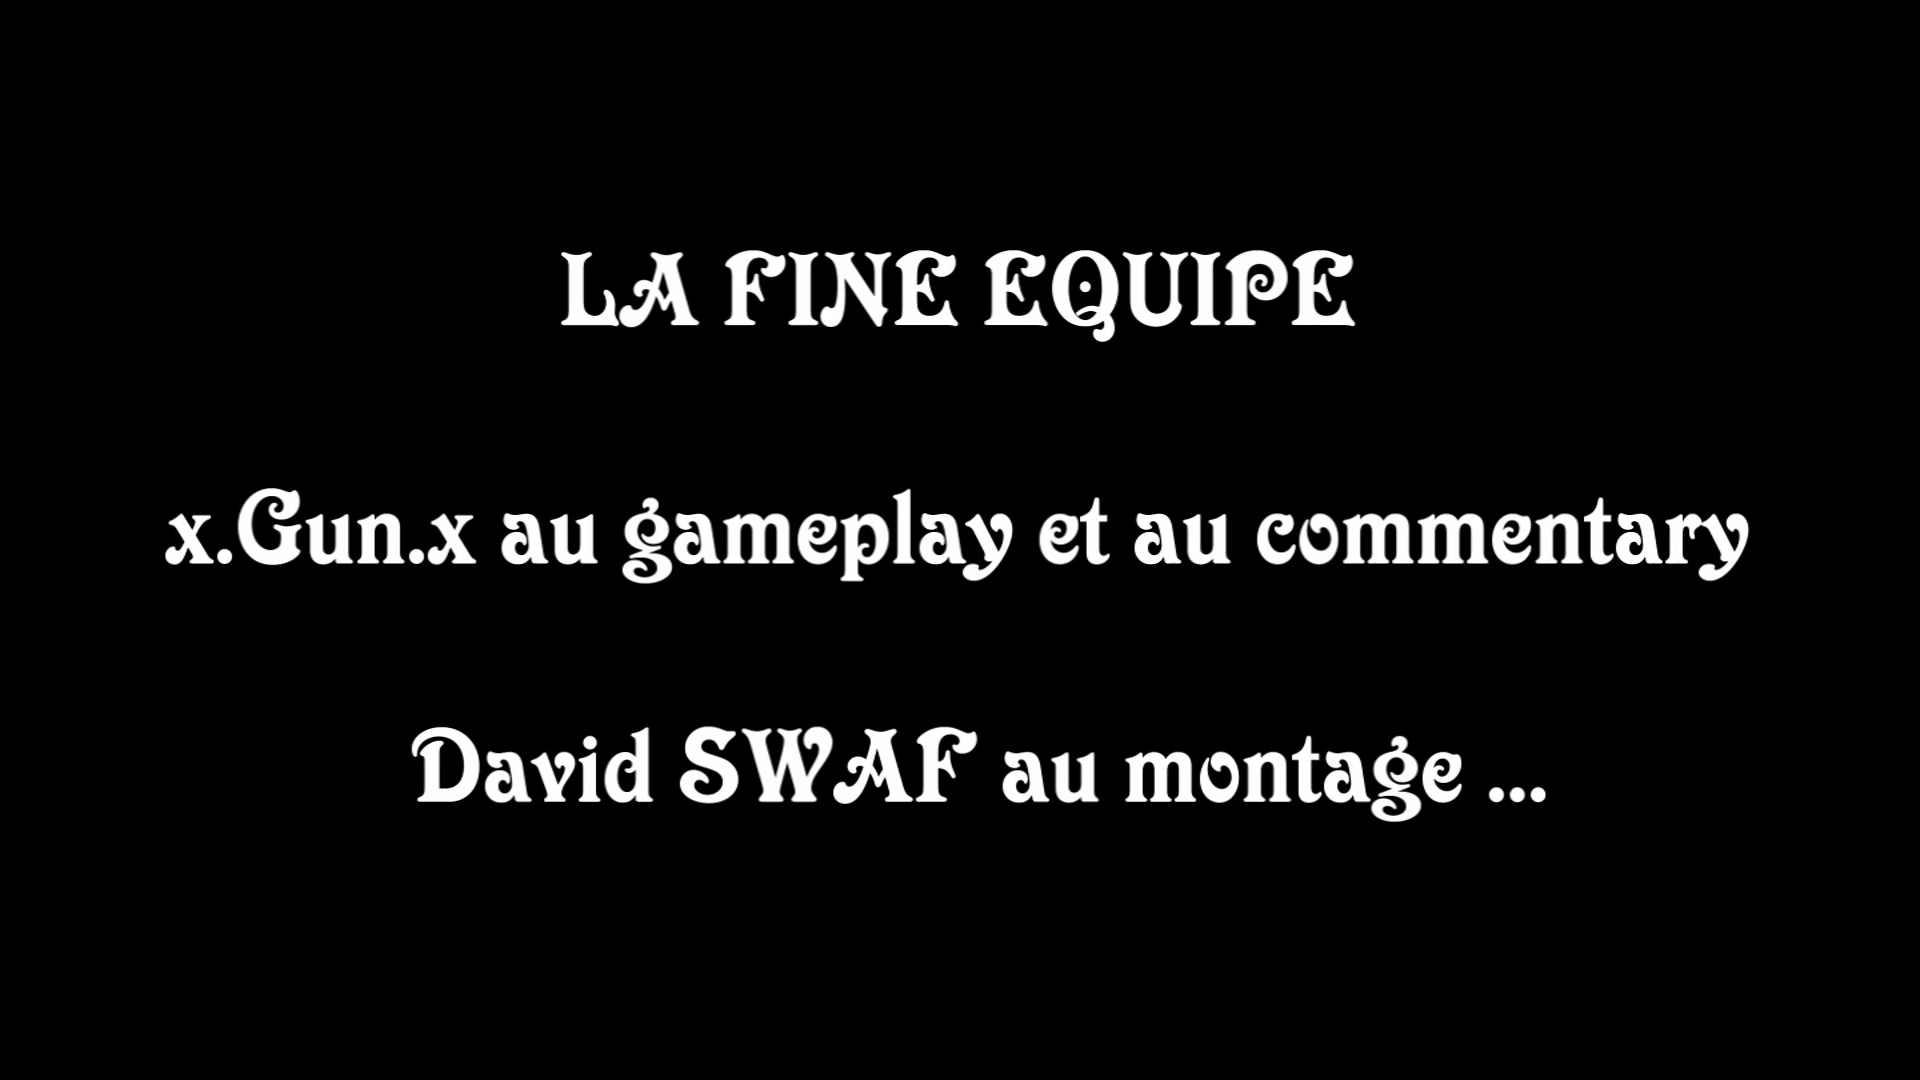 LA FINE EQUIPE
x.Gun.x au gameplay et au commentary
David SWAF au montage ...